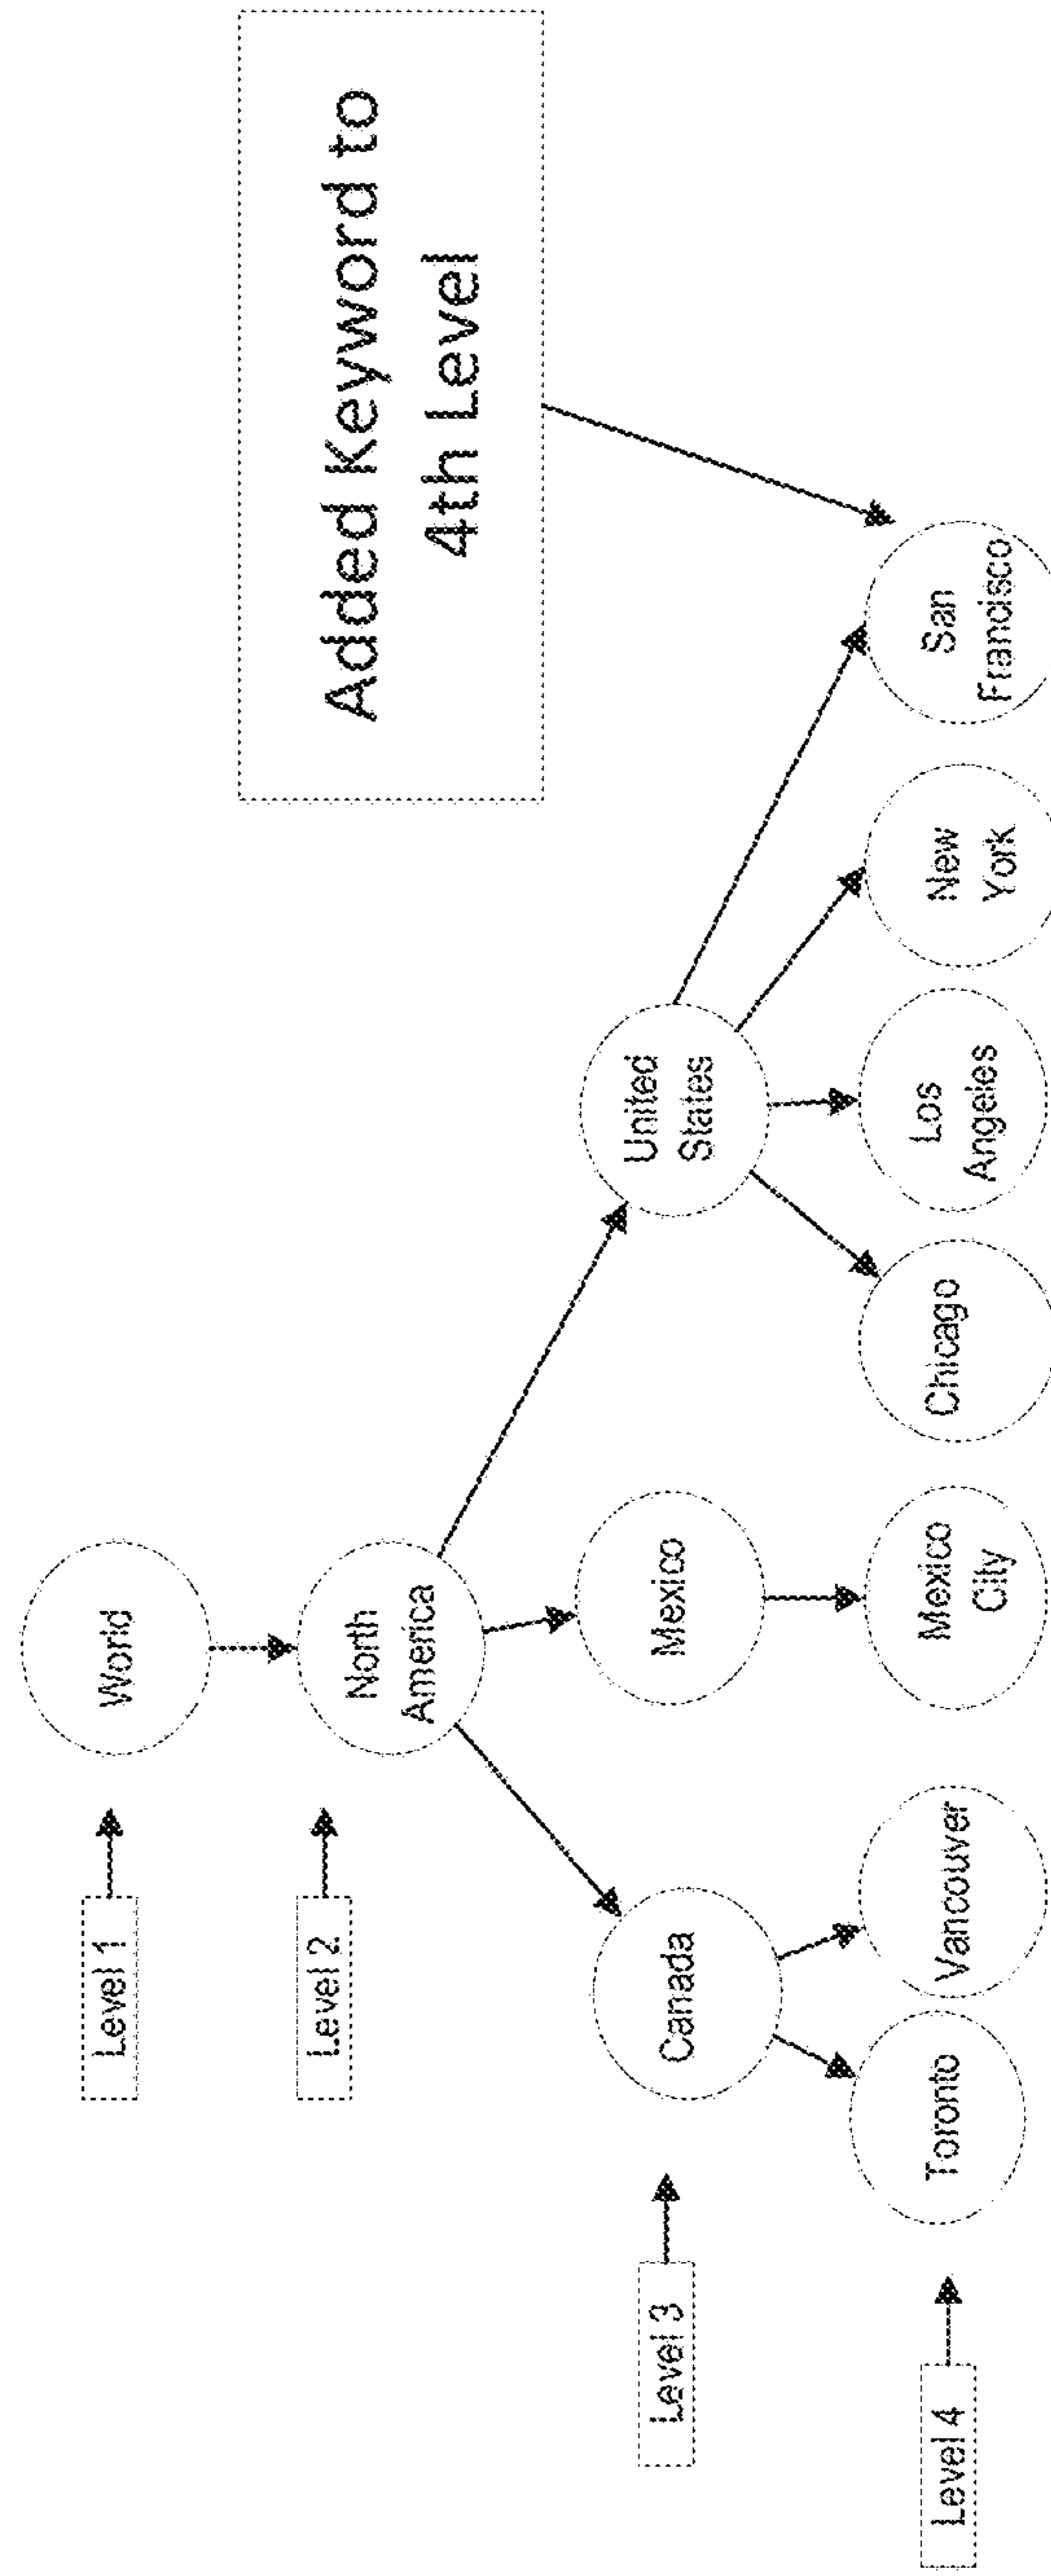 Level 1
World
Added Keyword to
4th Level
Level 2
North
America
Level 3
Canada
Mexico
United
States
Level 4
Toronto
Vancouver
Mexico
City
Chicago
Los
Angeles
New
York
San
Francisco